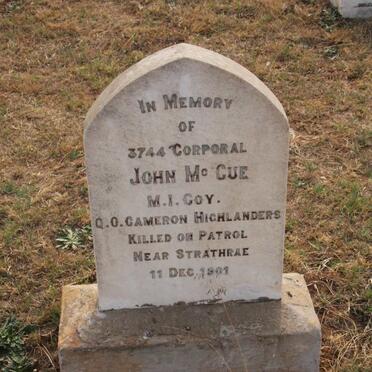 In Memory
of
3744 Corporal
John Mc Cue
M.I. Coy.
Q.O. Cameron Highlanders
Killed on Patrol
Near Strathrae
11 Dec. 1901